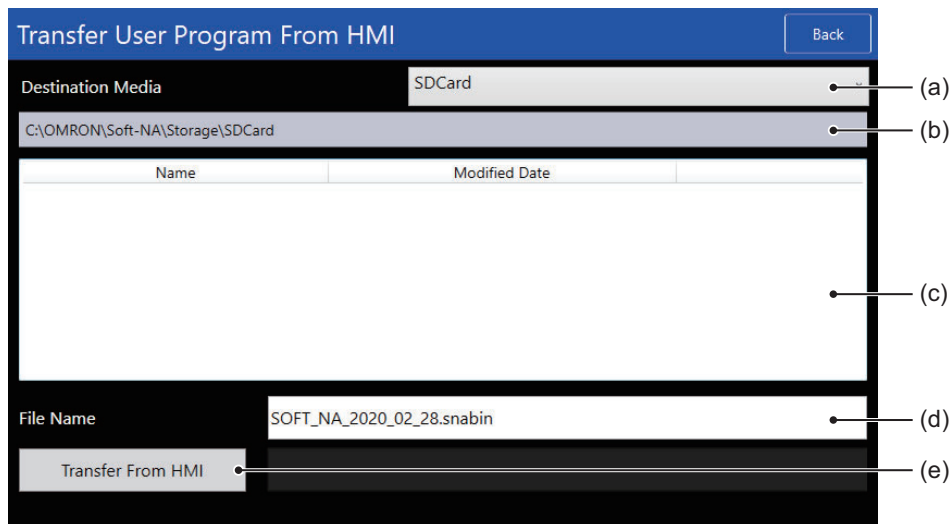 Transfer User Program From HMI
Back
Destination Media
SDCard
(a)
C:\OMRON\Soft-NA\Storage\SDCard
(b)
Name
Modified Date
(c)
File Name
SOFT_NA_2020_02_28.snabin
(d)
Transfer From HMI
(e)